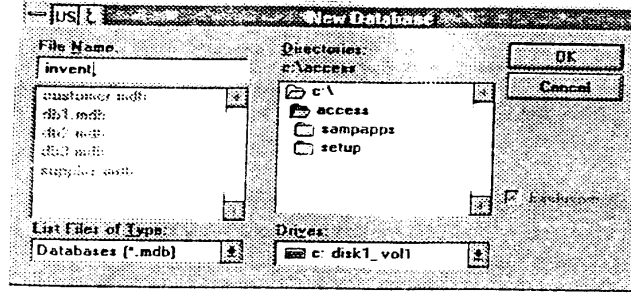 US
New Database
File Name:
invent
customer.mdb
db1.mdb
db2.mdb
db3.mdb
supplier.mdb
List Files of Type:
Databases (*.mdb)
Directories:
c:\access
c:\
access
sampapps
setup
Drives:
c: disk1_vol1
OK
Cancel
Exclusive